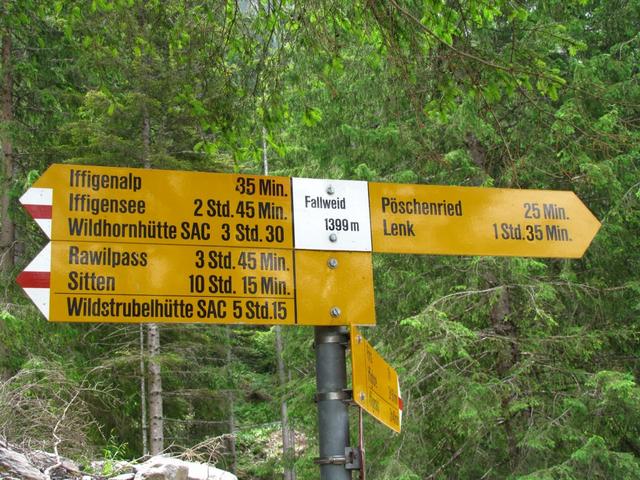 Iffigenalp 35 Min.
Iffigensee 2 Std. 45 Min.
Wildhornhütte SAC 3 Std. 30
Rawilpass 3 Std. 45 Min.
Sitten 10 Std. 15 Min.
Wildstrubelhütte SAC 5 Std.15
Fallweid
1399 m
Pöschenried 25 Min.
Lenk 1 Std. 35 Min.